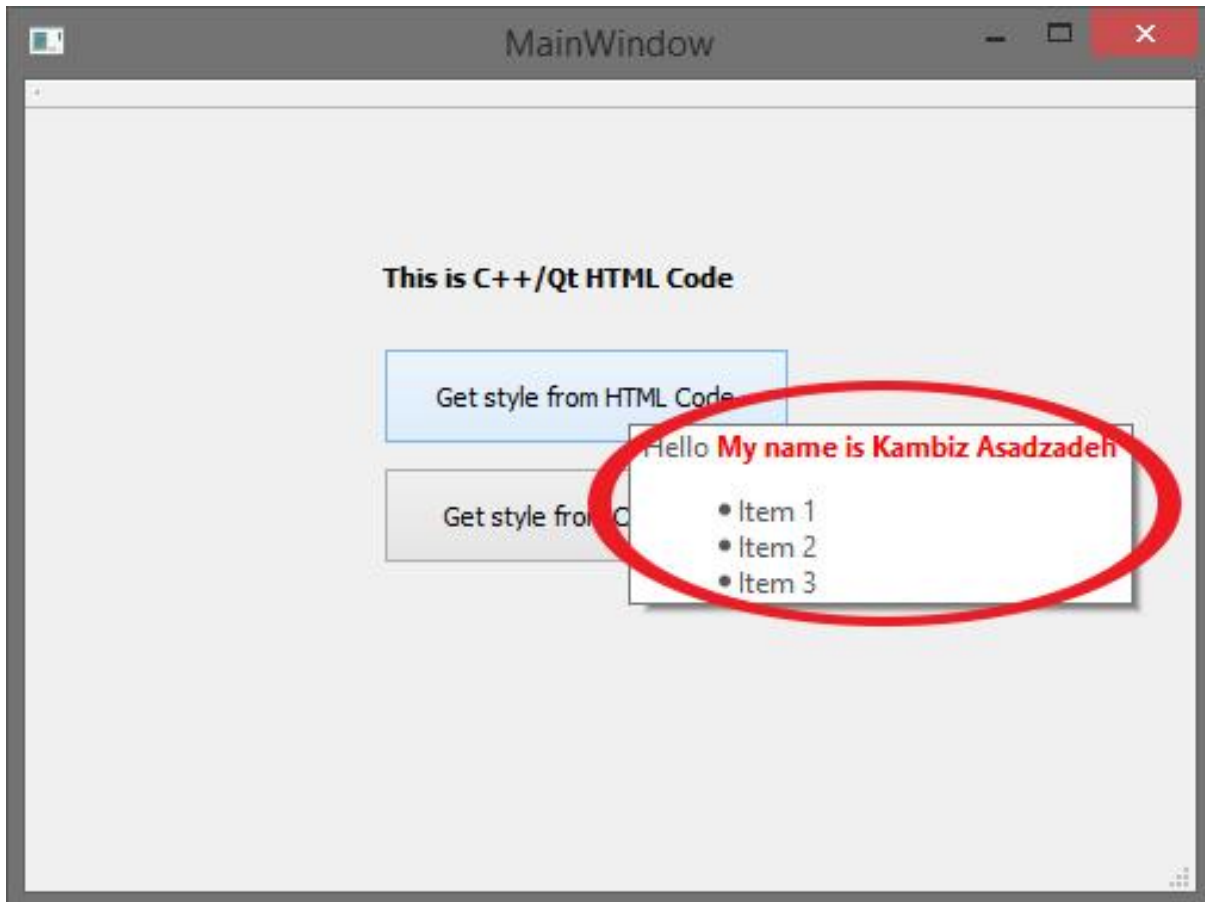 MainWindow
This is C++/Qt HTML Code
Get style from HTML Code
Hello My name is Kambiz Asadzadeh
Get style from C
Item 1
Item 2
Item 3